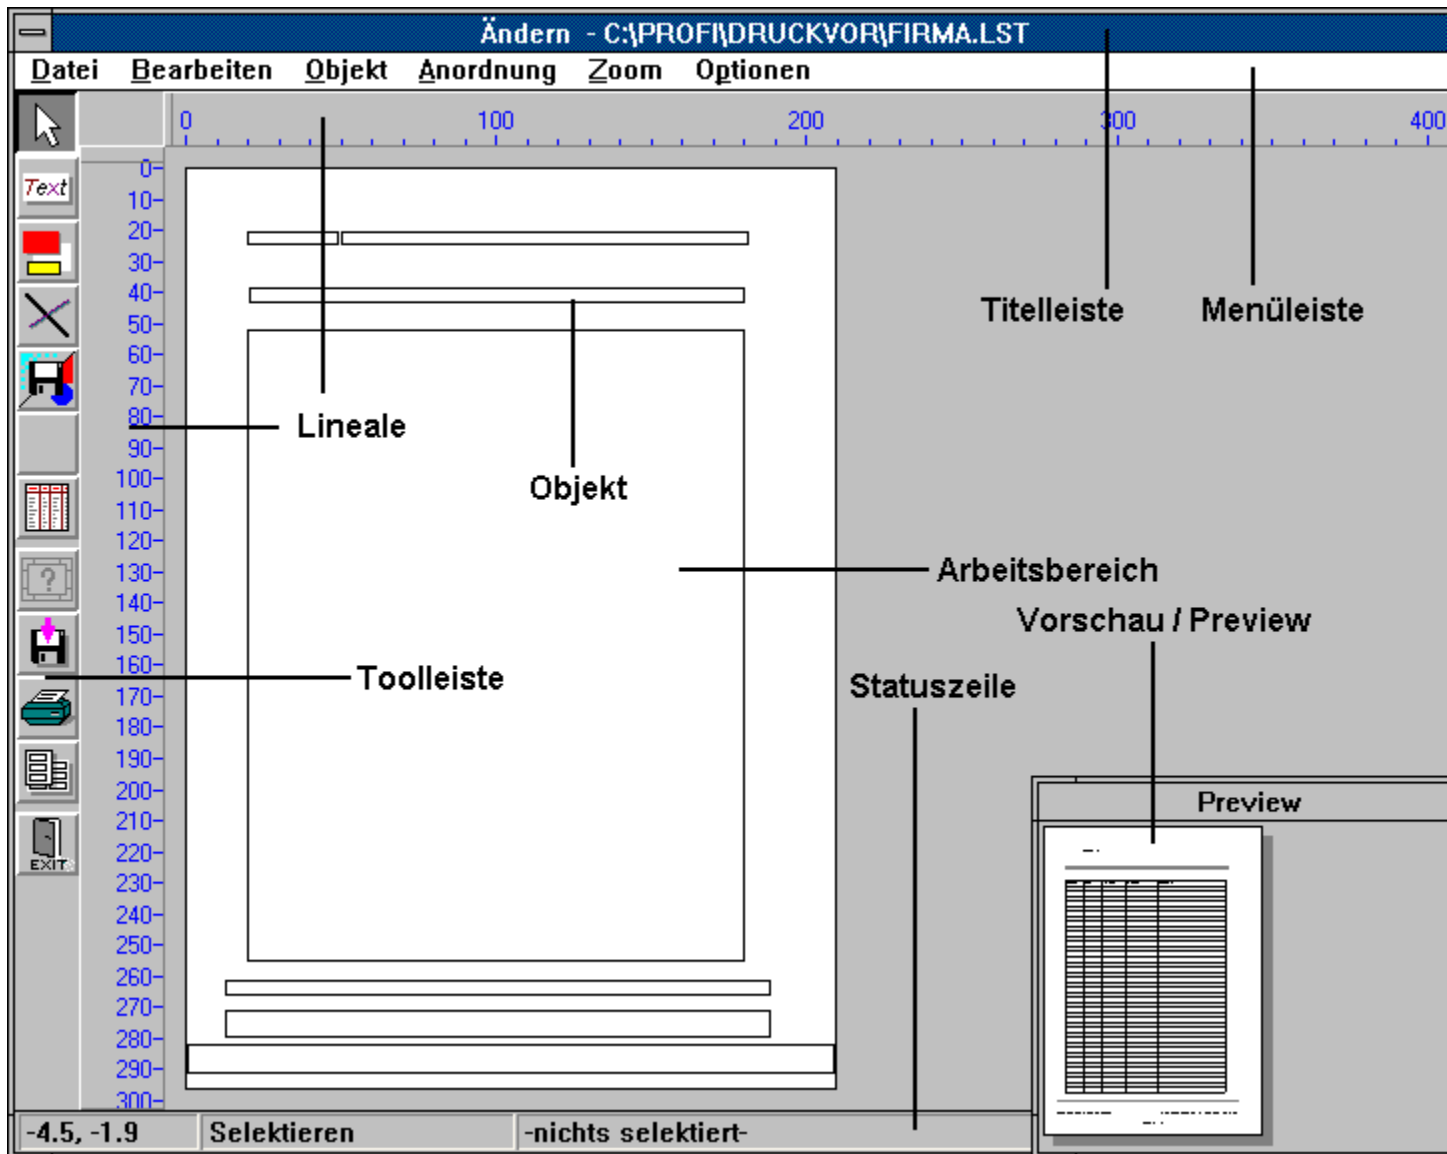 Ändern - C:\PROFI\DRUCKVOR\FIRMA.LST
Datei Bearbeiten Objekt Anordnung Zoom Optionen
0 100 200 300 400
Text
0
10
20
30
40
50
60
70
80
90
100
110
120
130
140
150
160
170
180
190
200
210
220
230
240
250
260
270
280
290
300
Titelleiste Menüleiste
Lineale
Objekt
Arbeitsbereich
?
Vorschau / Preview
Toolleiste
Statuszeile
Preview
EXIT
-4.5, -1.9 Selektieren -nichts selektiert-